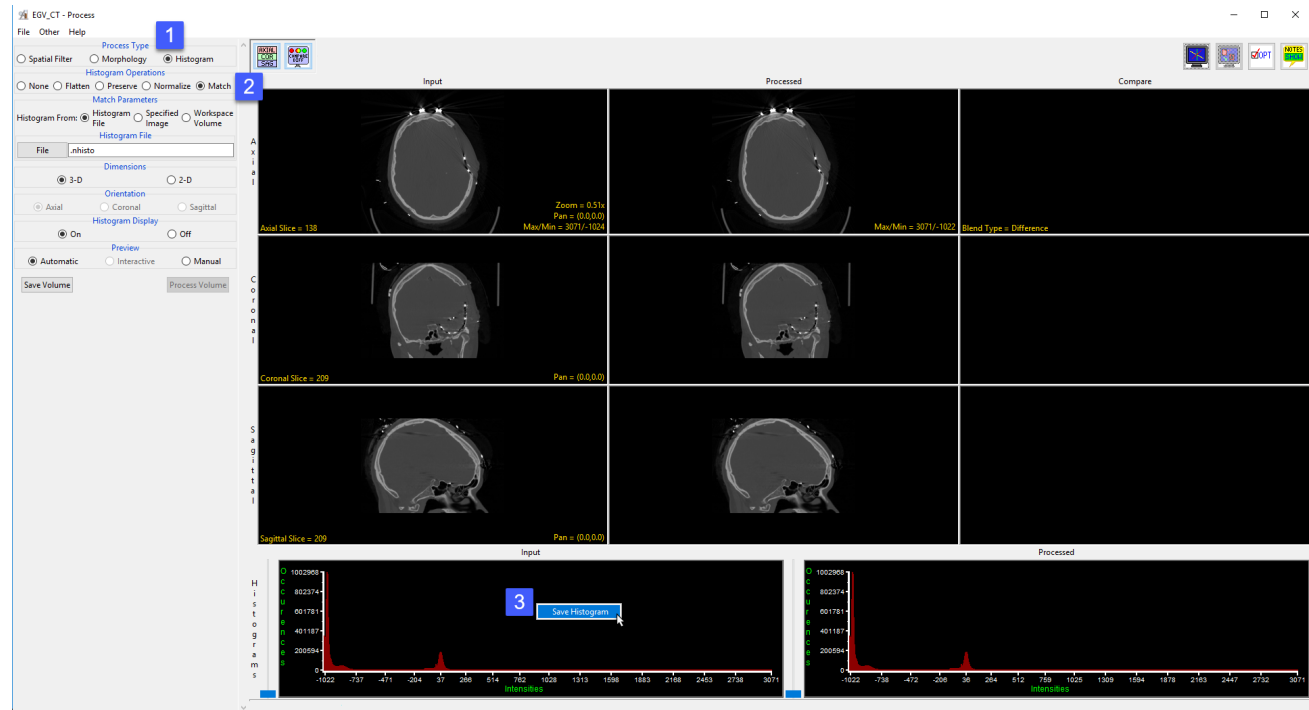 EGV_CT - Process
File Other Help
1
Process Type
Spatial Filter Morphology Histogram
Histogram Operations
None Flatten Preserve Normalize Match
2
Match Parameters
Histogram From: Histogram File Specified Image Workspace Volume
Histogram File
File .nhisto
Dimensions
3-D 2-D
Orientation
Axial Coronal Sagittal
Histogram Display
On Off
Preview
Automatic Interactive Manual
Save Volume Process Volume
AXIAL
COR
SAG
COMPARE
EDIT
OPT
NOTES
SHOW
Input Processed Compare
Axial
Zoom = 0.51x
Pan = (0.0,0.0)
Axial Slice = 138 Max/Min = 3071/-1024 Max/Min = 3071/-1022 Blend Type = Difference
Coronal
Coronal Slice = 209 Pan = (0.0,0.0)
Sagittal
Sagittal Slice = 209 Pan = (0.0,0.0)
Input Processed
Histograms
Occurences
1002968
802374
601781
401187
200594
0
-1022 -737 -471 -204 37 266 514 762 1028 1313 1598 1883 2168 2453 2738 3071
Intensities
3
Save Histogram
Occurences
1002968
802374
601781
401187
200594
0
-1022 -738 -472 -206 36 264 512 759 1025 1309 1594 1878 2163 2447 2732 3071
Intensities